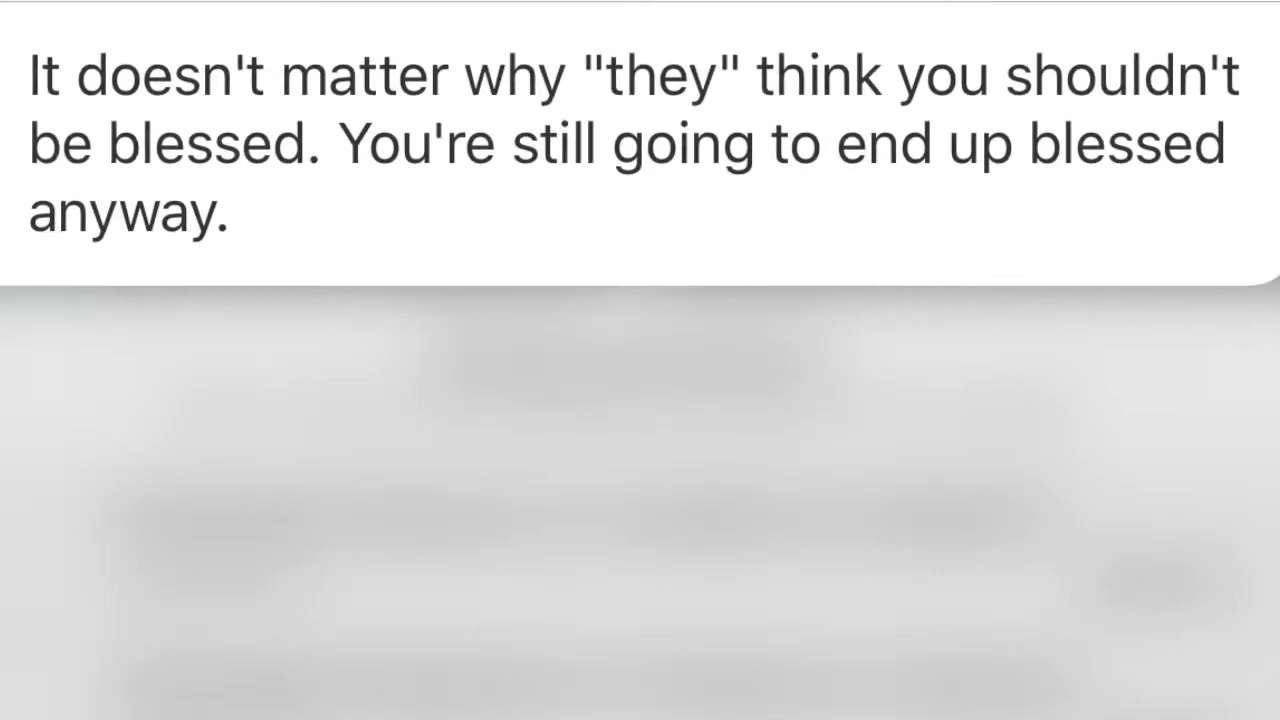 It doesn't matter why "they" think you shouldn't
be blessed. You're still going to end up blessed
anyway.